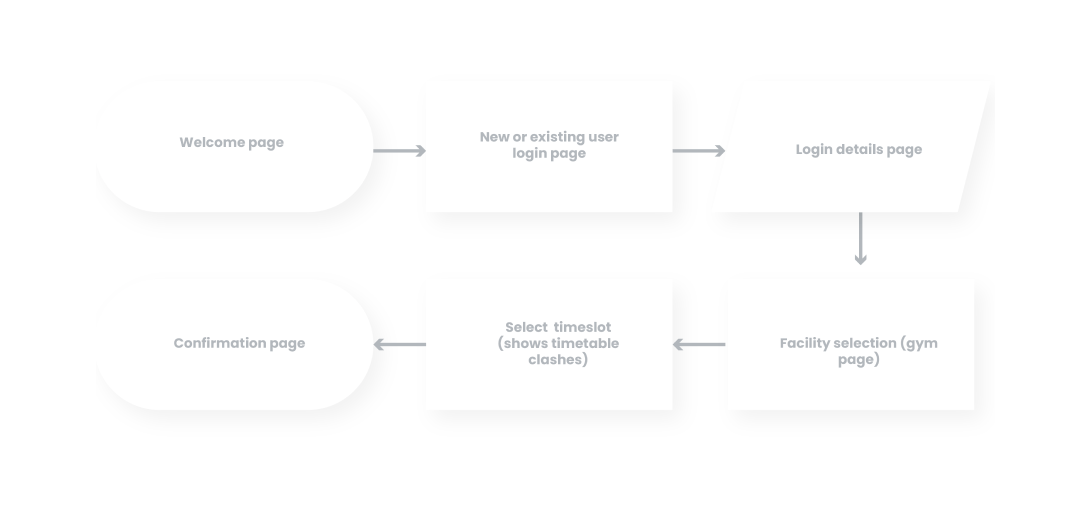 Welcome page
New or existing user
login page
Login details page
Facility selection (gym
page)
Select  timeslot
(shows timetable
clashes)
Confirmation page